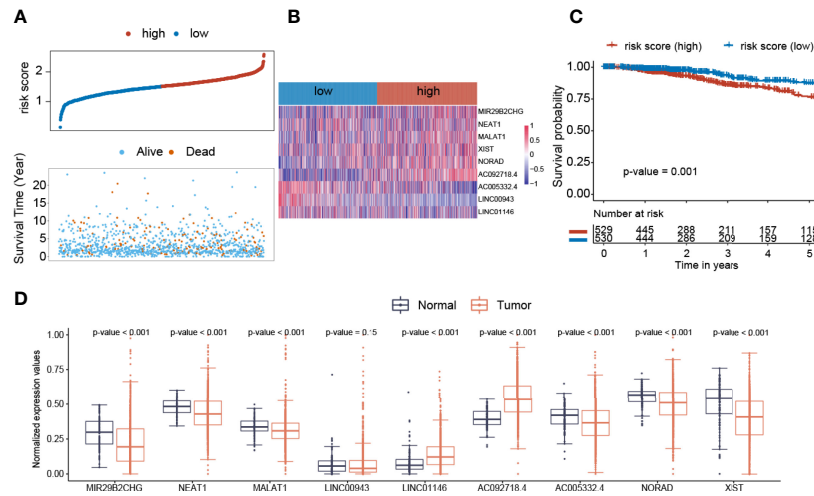 A
high low
risk score
2
1
Alive Dead
Survival Time (Year)
20
15
10
5
0
B
low high
MIR29B2CHG
NEAT1
MALAT1
XIST
NORAD
AC092718.4
AC005332.4
LINC00943
LINC01146
1
0.5
0
−0.5
−1
C
risk score (high) risk score (low)
Survival probability
1.00
0.75
0.50
0.25
0.00
p-value = 0.001
Number at risk
529 445 288 211 157 115
530 444 286 209 159 128
0 1 2 3 4 5
Time in years
D
Normal Tumor
Normalized expression values
1.00
0.75
0.50
0.25
0.00
p-value < 0.001 p-value < 0.001 p-value < 0.001 p-value = 0.15 p-value < 0.001 p-value < 0.001 p-value < 0.001 p-value < 0.001 p-value < 0.001
MIR29B2CHG NEAT1 MALAT1 LINC00943 LINC01146 AC092718.4 AC005332.4 NORAD XIST